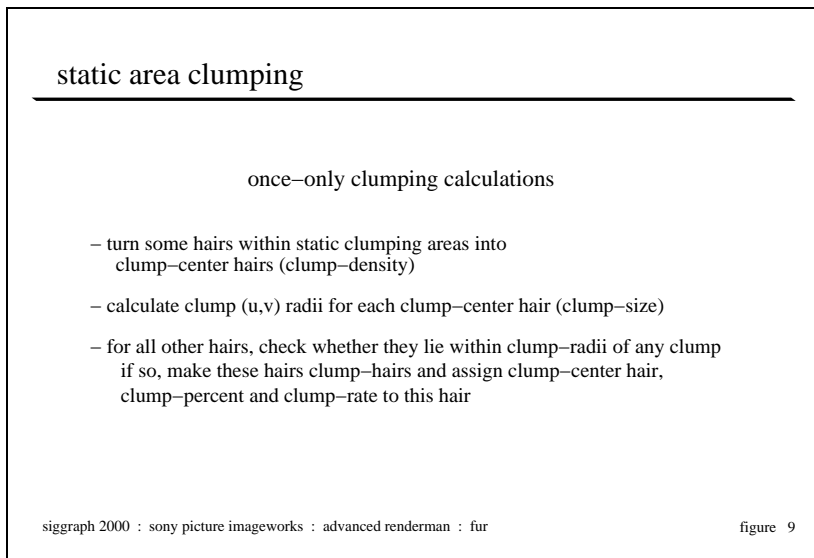 static area clumping
once−only clumping calculations
− turn some hairs within static clumping areas into
clump−center hairs (clump−density)
− calculate clump (u,v) radii for each clump−center hair (clump−size)
− for all other hairs, check whether they lie within clump−radii of any clump
if so, make these hairs clump−hairs and assign clump−center hair,
clump−percent and clump−rate to this hair
siggraph 2000 : sony picture imageworks : advanced renderman : fur figure 9